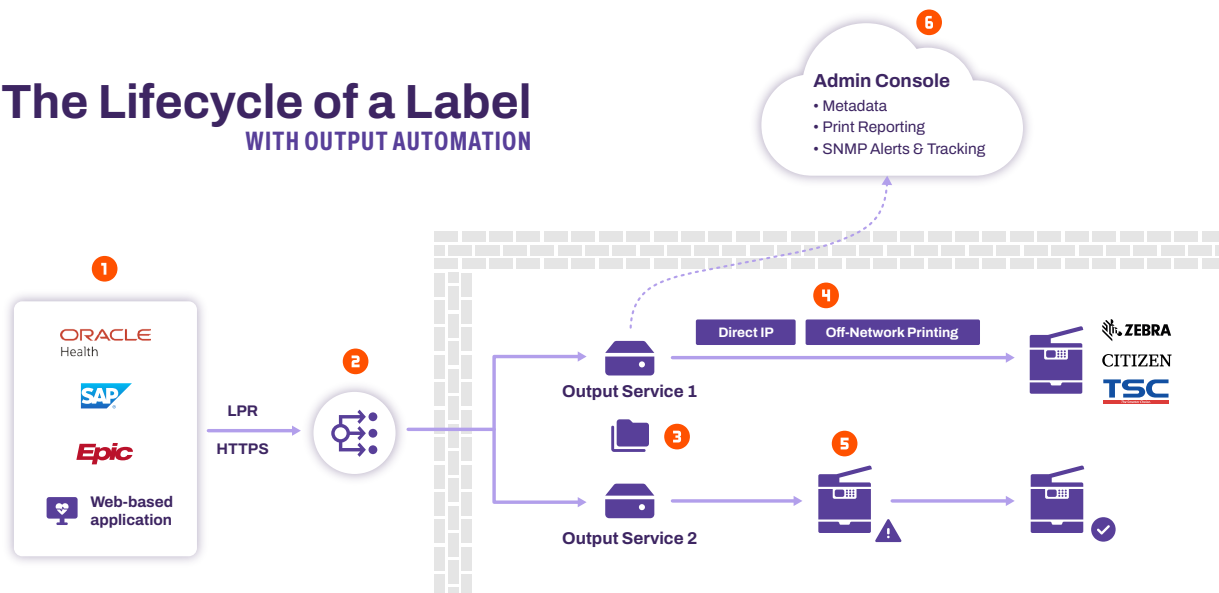 6
The Lifecycle of a Label
WITH OUTPUT AUTOMATION
Admin Console
• Metadata
• Print Reporting
• SNMP Alerts & Tracking
1
ORACLE
Health
SAP
Epic
Web-based
application
LPR
HTTPS
2
Output Service 1
3
Output Service 2
4
Direct IP
Off-Network Printing
ZEBRA
CITIZEN
TSC
5